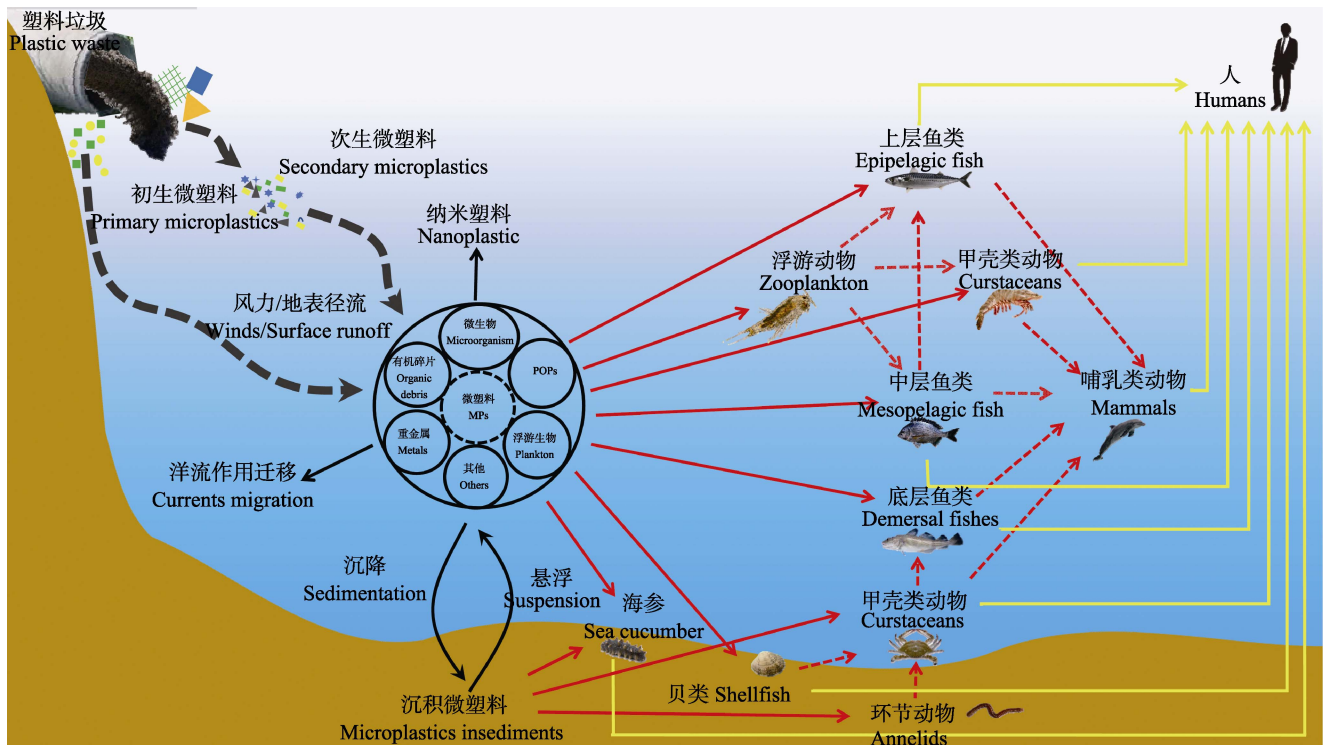 塑料垃圾
Plastic waste
次生微塑料
Secondary microplastics
初生微塑料
Primary microplastics
纳米塑料
Nanoplastic
风力/地表径流
Winds/Surface runoff
微生物
Microorganism
有机碎片
Organic
debris
POPs
微塑料
MPs
重金属
Metals
浮游生物
Plankton
其他
Others
洋流作用迁移
Currents migration
沉降
Sedimentation
悬浮
Suspension
沉积微塑料
Microplastics insediments
海参
Sea cucumber
贝类 Shellfish
环节动物
Annelids
甲壳类动物
Curstaceans
底层鱼类
Demersal fishes
中层鱼类
Mesopelagic fish
浮游动物
Zooplankton
甲壳类动物
Curstaceans
上层鱼类
Epipelagic fish
哺乳类动物
Mammals
人
Humans